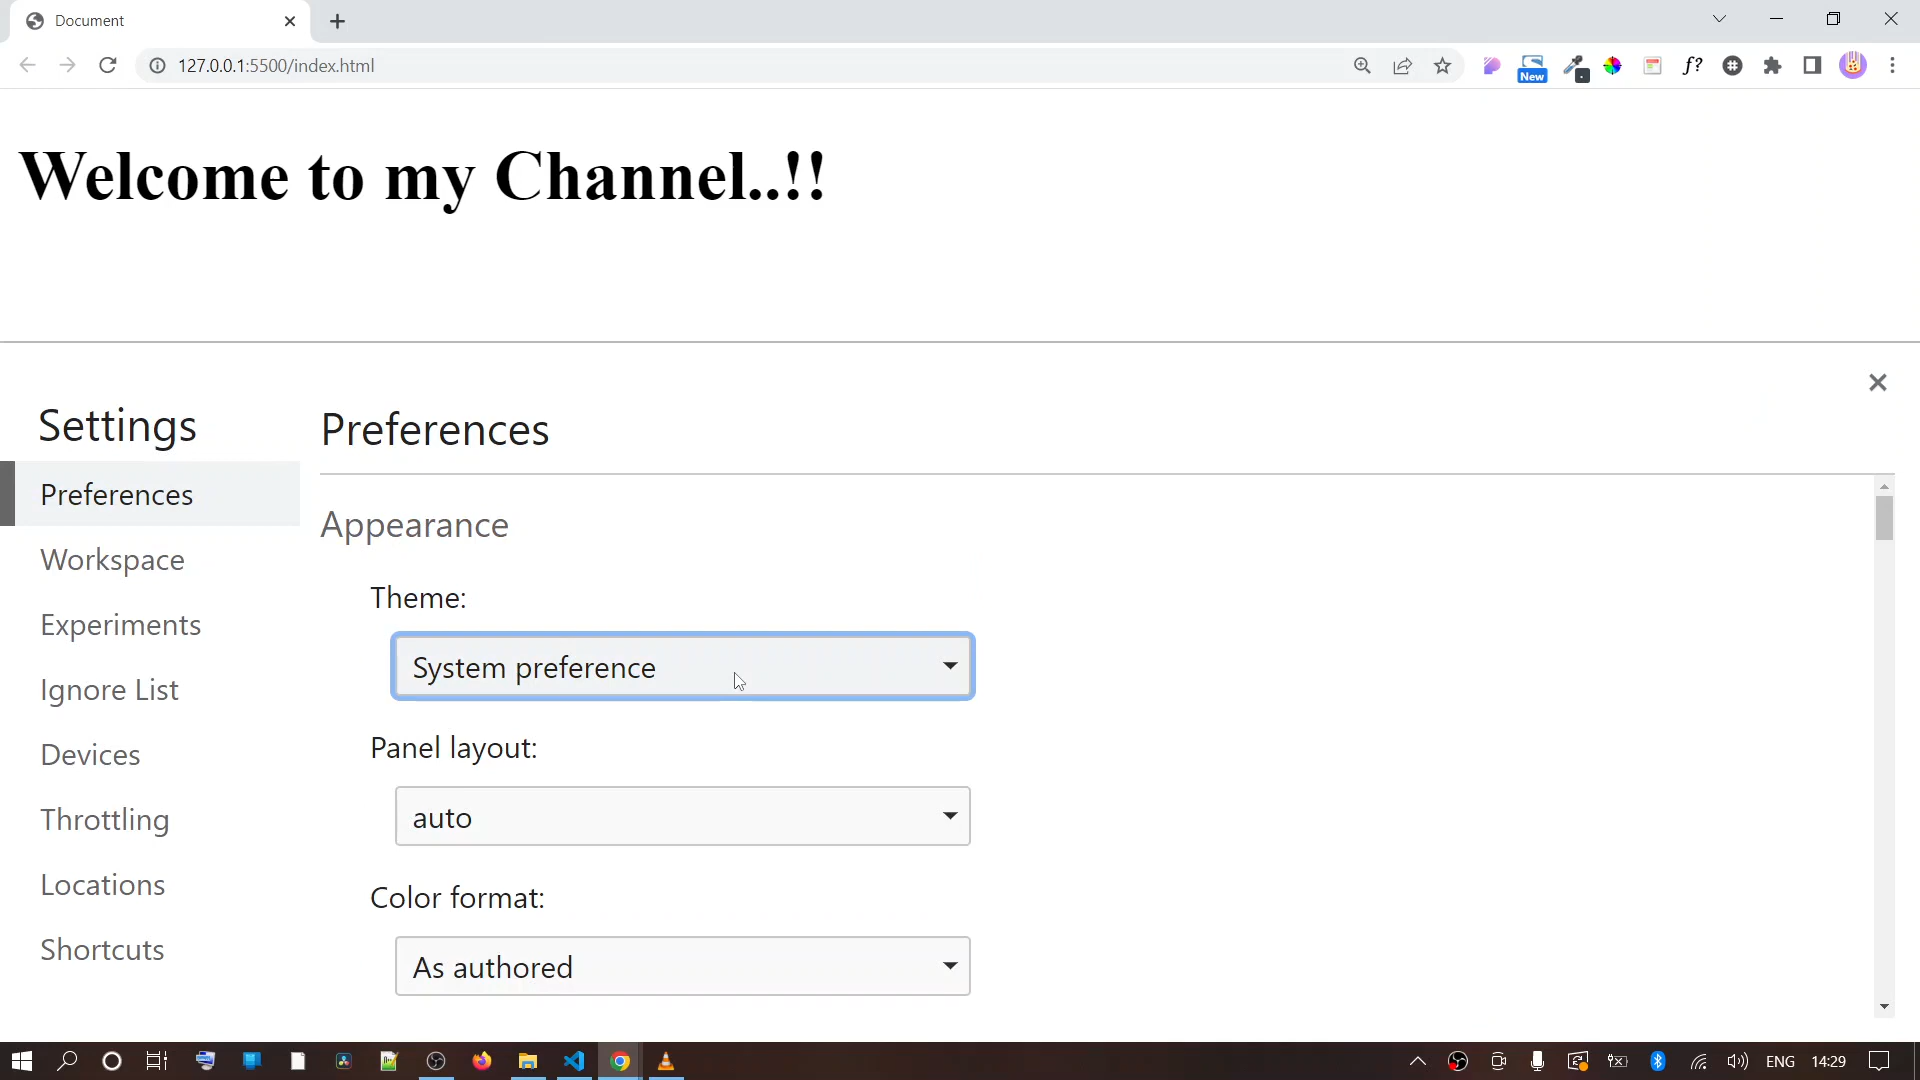 Document
127.0.0.1:5500/index.html
New
f?
Welcome to my Channel..!!
Settings
Preferences
Workspace
Experiments
Ignore List
Devices
Throttling
Locations
Shortcuts
Preferences
Appearance
Theme:
System preference
Panel layout:
auto
Color format:
As authored
ENG
14:29